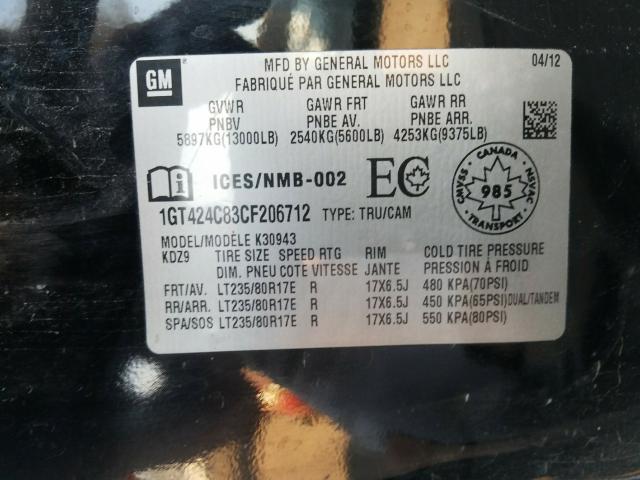 GM
MFD BY GENERAL MOTORS LLC 04/12
FABRIQUÉ PAR GENERAL MOTORS LLC
GVWR GAWR FRT GAWR RR
PNBV PNBE AV. PNBE ARR.
5897KG(13000LB) 2540KG(5600LB) 4253KG(9375LB)
i ICES/NMB-002 EC
CANADA
CMVSS 985 NSVAC
TRANSPORT
1GT424C83CF206712 TYPE: TRU/CAM
MODEL/MODÈLE K30943
KDZ9 TIRE SIZE SPEED RTG RIM COLD TIRE PRESSURE
DIM. PNEU COTE VITESSE JANTE PRESSION À FROID
FRT/AV. LT235/80R17E R 17X6.5J 480 KPA(70PSI)
RR/ARR. LT235/80R17E R 17X6.5J 450 KPA(65PSI) DUAL/TANDEM
SPA/SOS LT235/80R17E R 17X6.5J 550 KPA(80PSI)